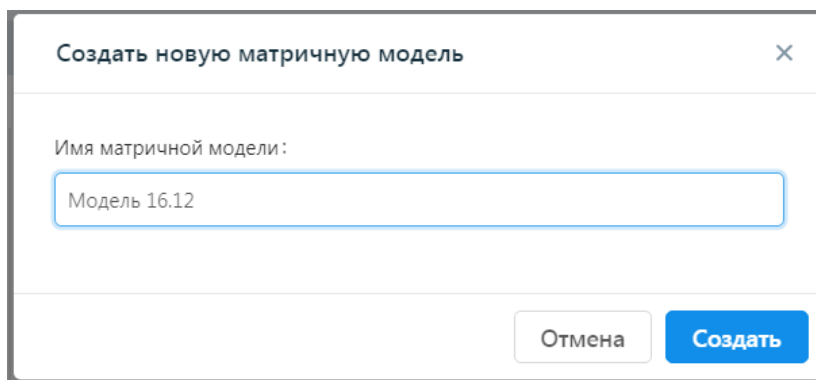 Создать новую матричную модель
Имя матричной модели:
Модель 16.12
Отмена
Создать